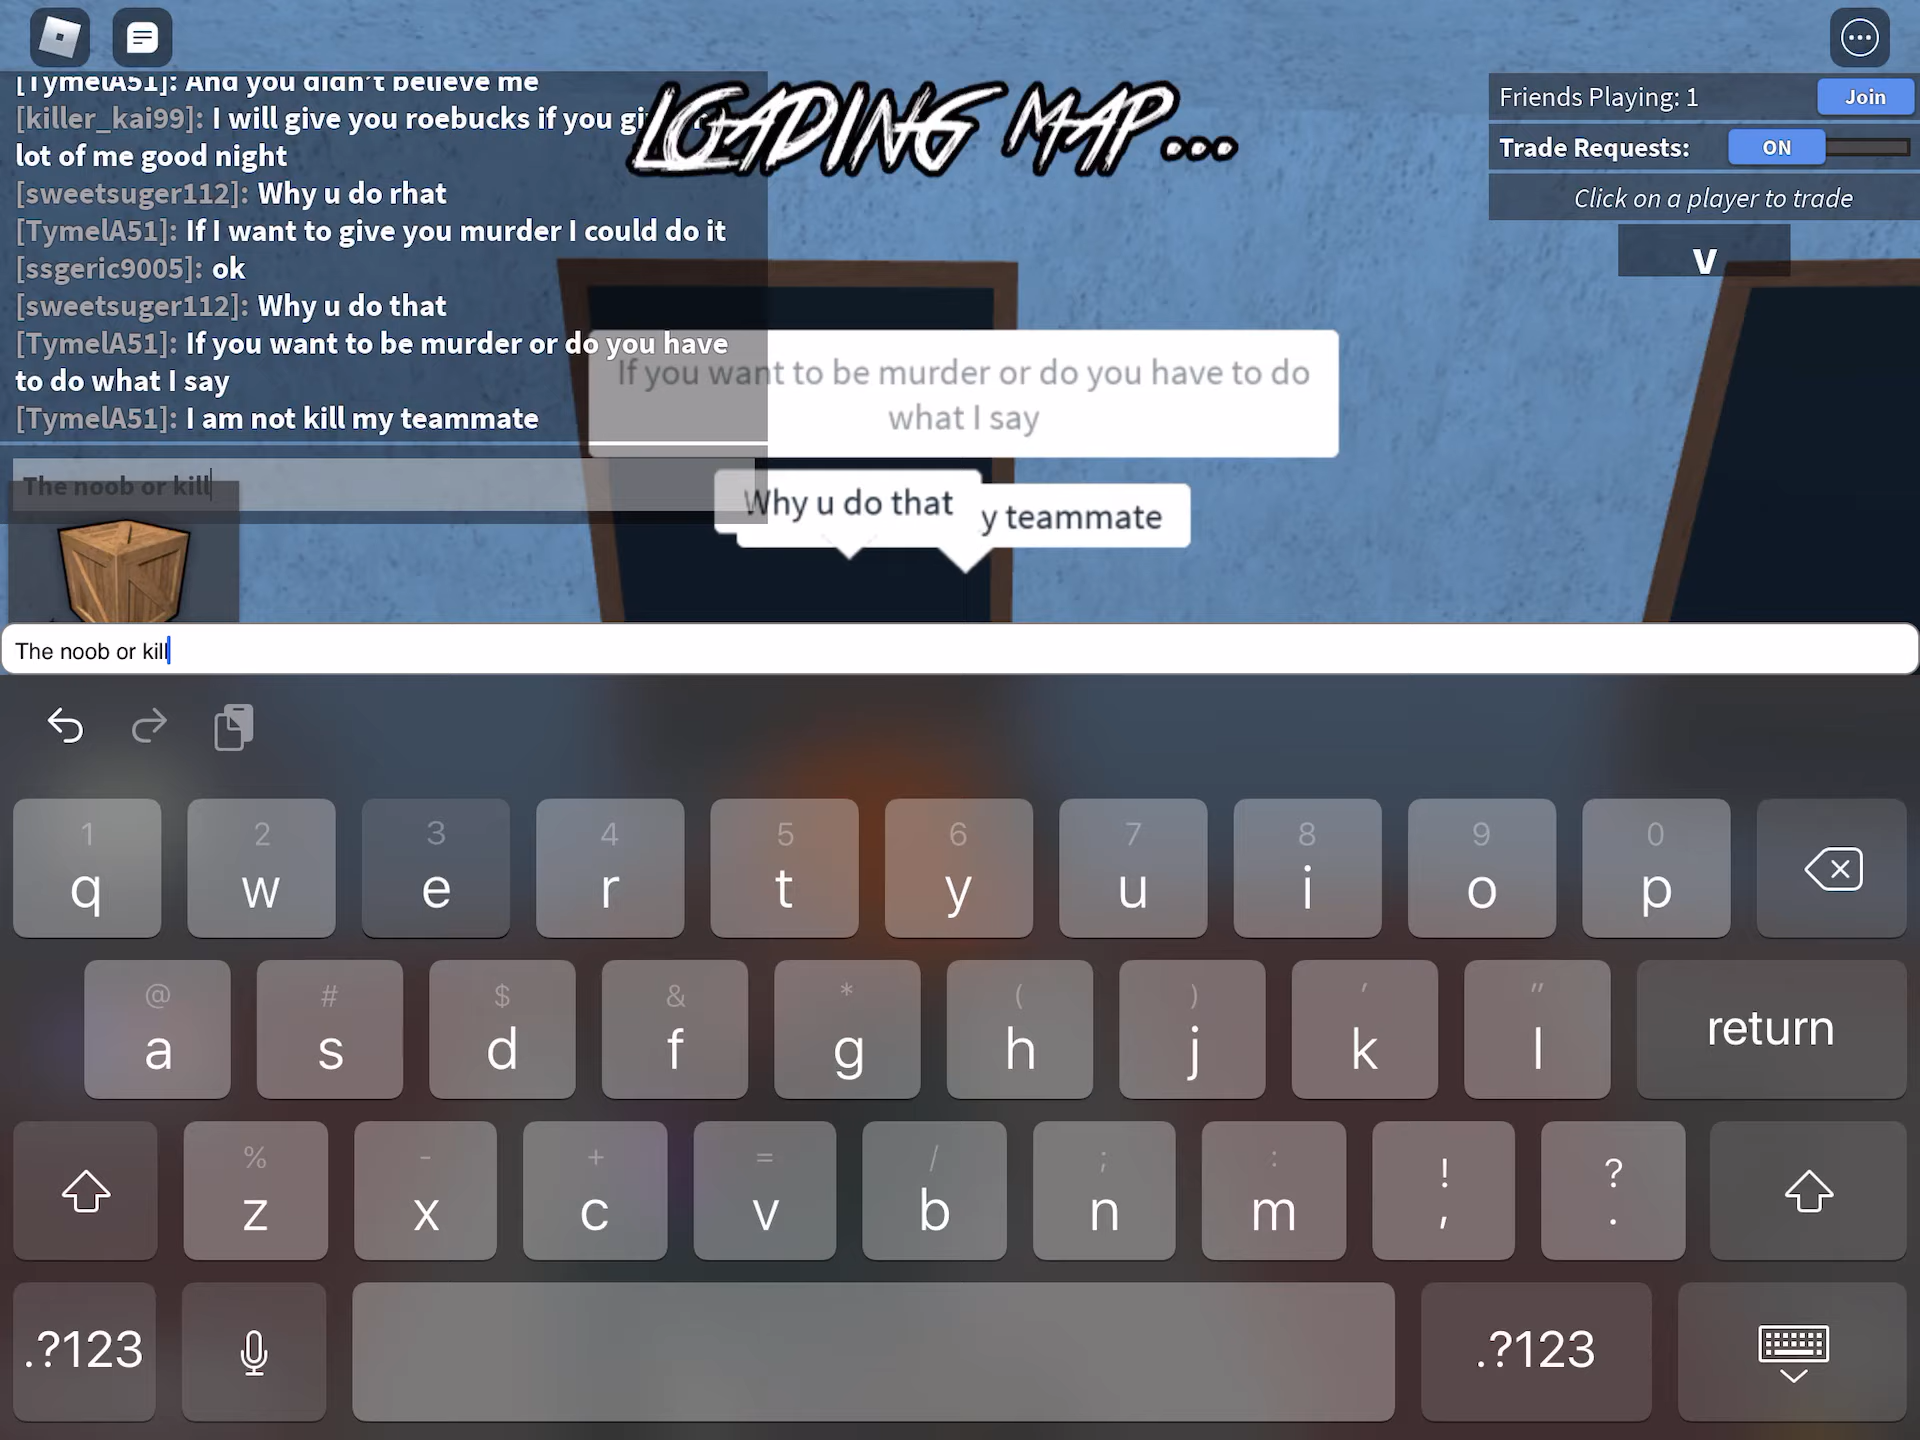 [TymelA51]: And you didn't believe me
[killer_kai99]: I will give you roebucks if you gi
lot of me good night
[sweetsuger112]: Why u do rhat
[TymelA51]: If I want to give you murder I could do it
[ssgeric9005]: ok
[sweetsuger112]: Why u do that
[TymelA51]: If you want to be murder or do you have
to do what I say
[TymelA51]: I am not kill my teammate
The noob or kill
LOADING MAP...
Friends Playing: 1
Join
Trade Requests:
ON
Click on a player to trade
v
If you want to be murder or do you have to do
what I say
Why u do that
y teammate
The noob or kill
1 2 3 4 5 6 7 8 9 0
q w e r t y u i o p
@ # $ & * ( ) ' "
a s d f g h j k l return
% - + = / ; : ! ?
z x c v b n m , .
.?123 .?123